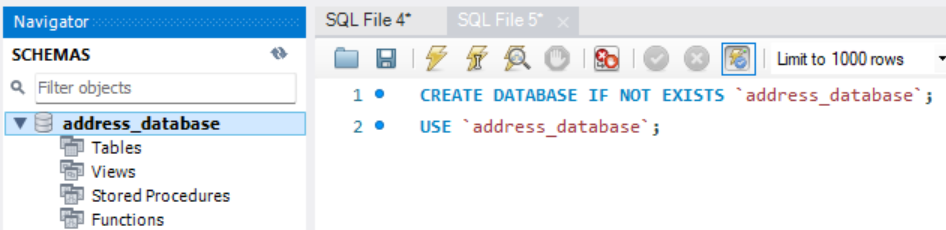 Navigator
SCHEMAS
Filter objects
address_database
Tables
Views
Stored Procedures
Functions
SQL File 4*
SQL File 5*
Limit to 1000 rows
1
CREATE DATABASE IF NOT EXISTS `address_database`;
2
USE `address_database`;